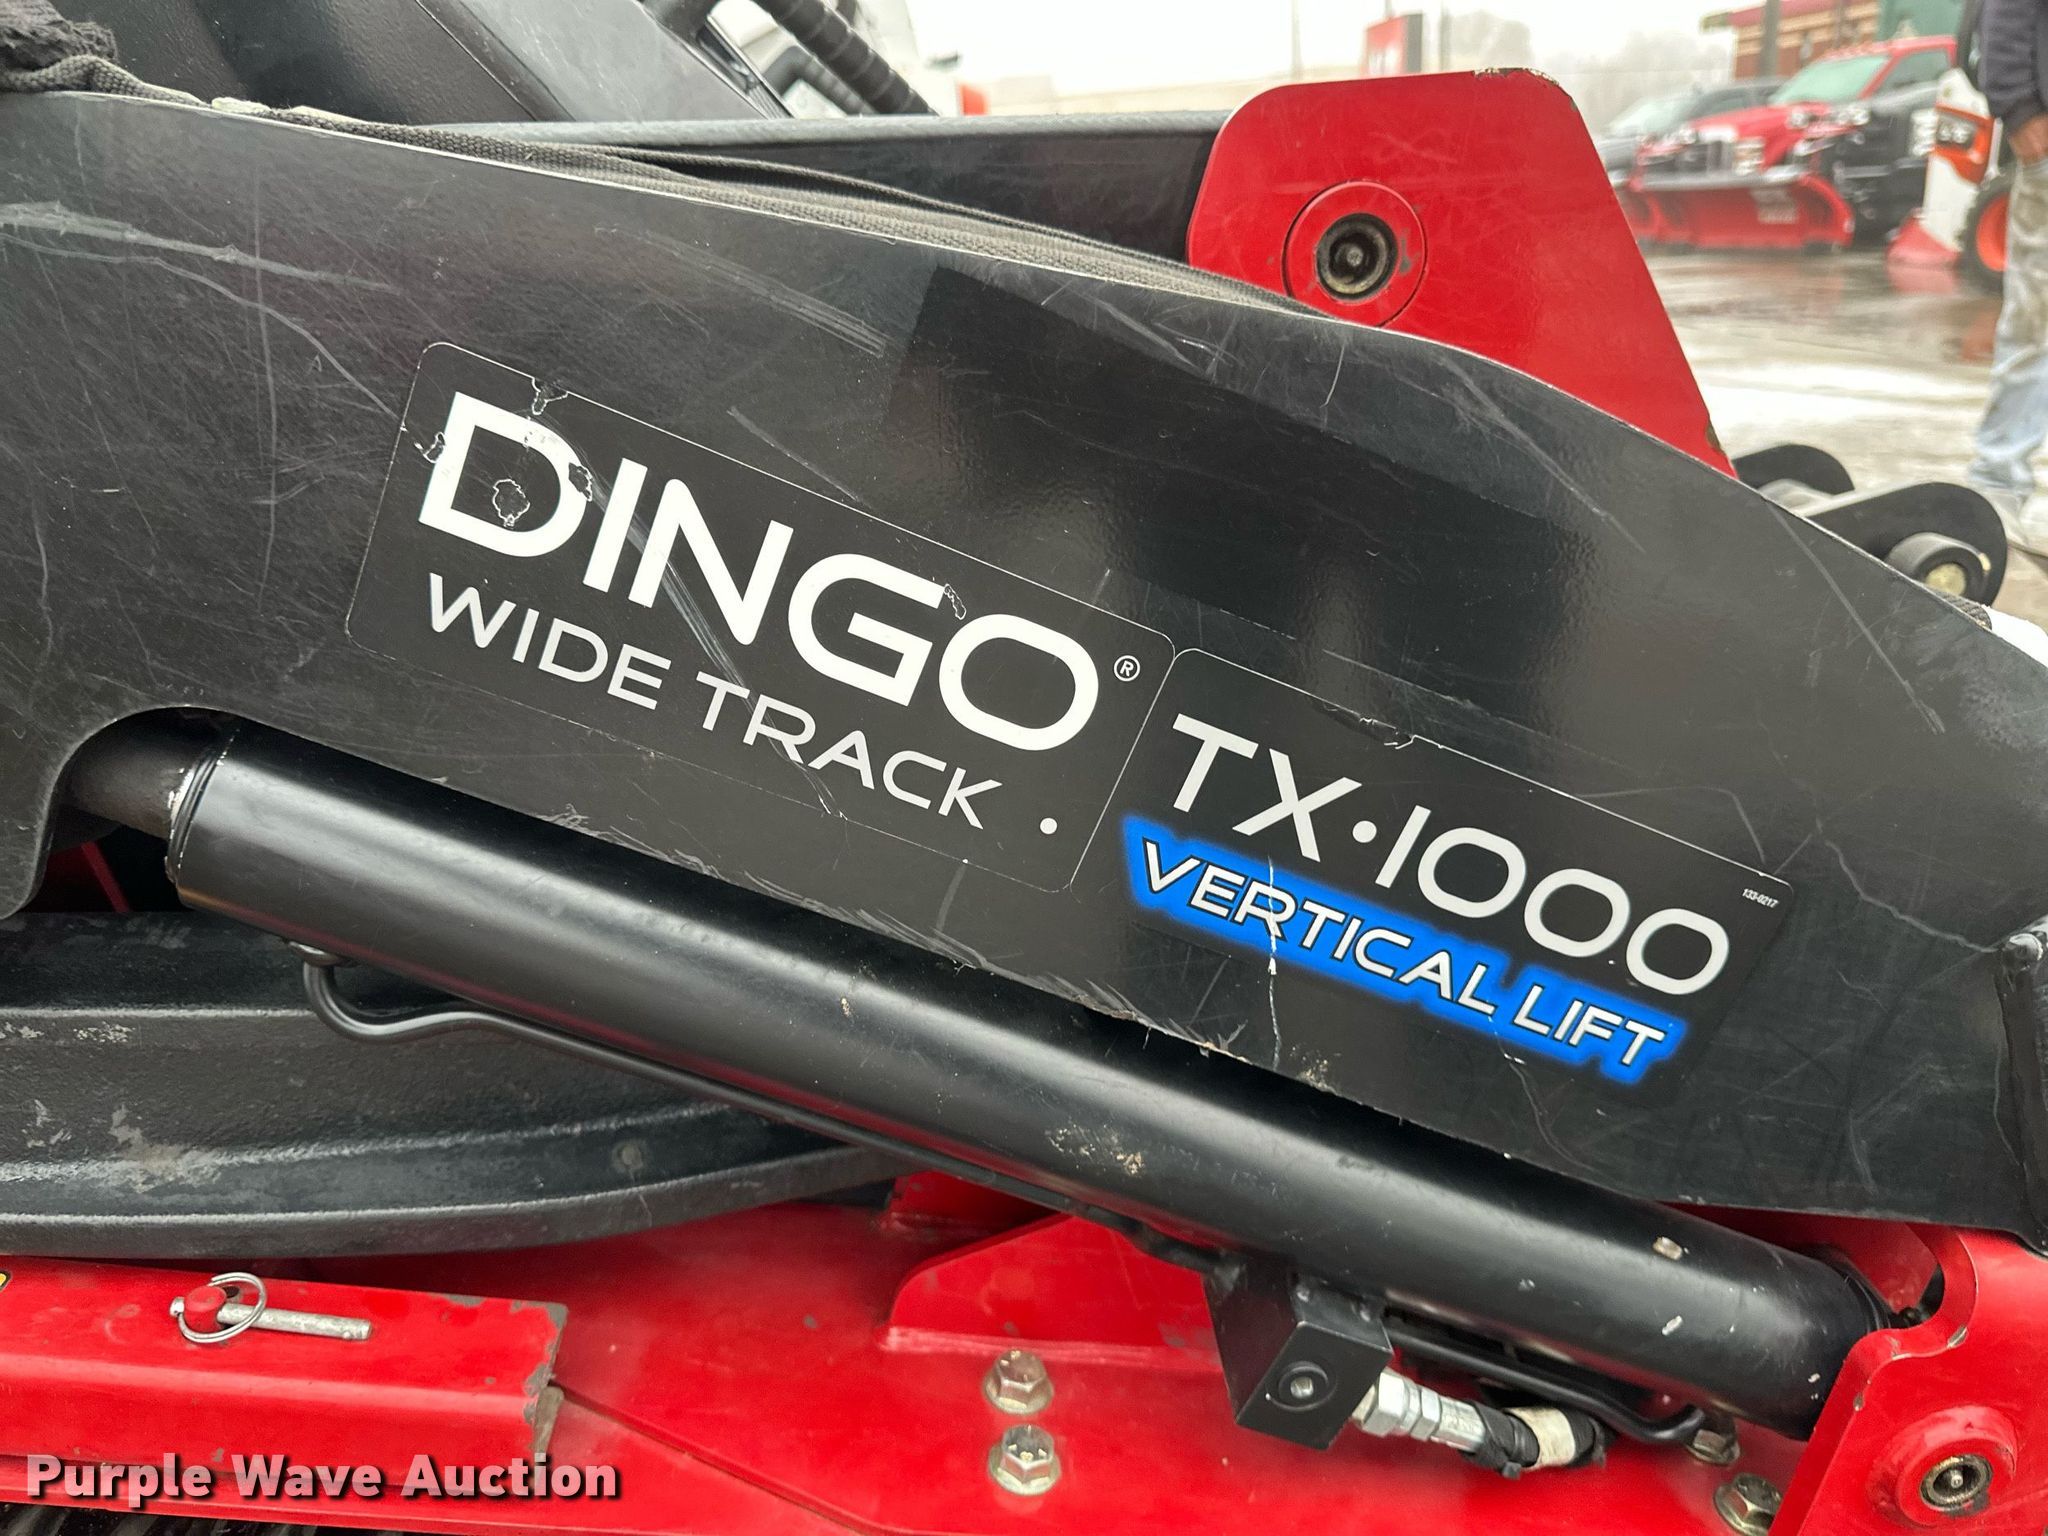 DINGO®
WIDE TRACK •
TX•1000
133-0217
VERTICAL LIFT
Purple Wave Auction